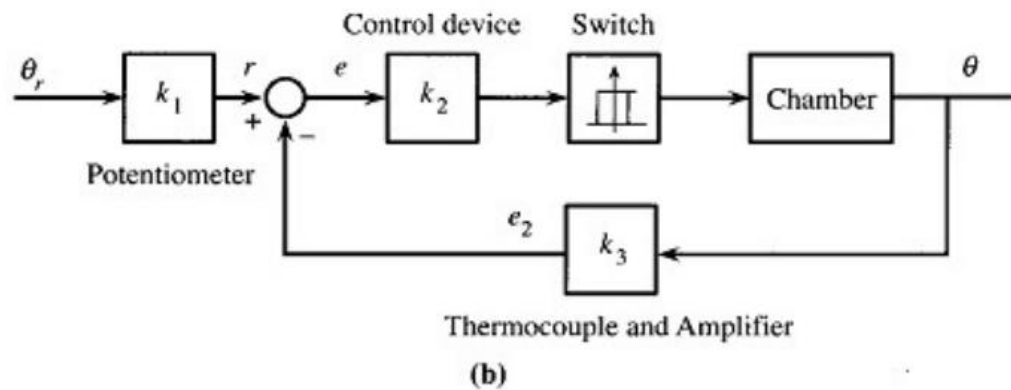 Control device Switch
θr k1 r e k2 Chamber θ
+ −
Potentiometer
e2 k3
Thermocouple and Amplifier
(b)